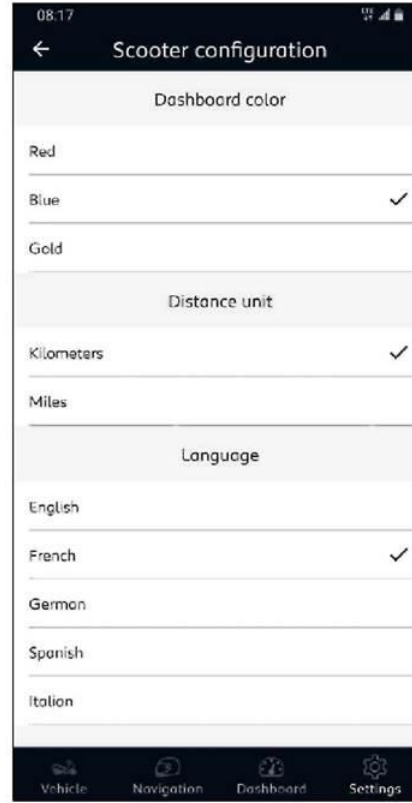 08.17
Scooter configuration
Dashboard color
Red
Blue
Gold
Distance unit
Kilometers
Miles
Language
English
French
German
Spanish
Italian
Vehicle Navigation Dashboard Settings